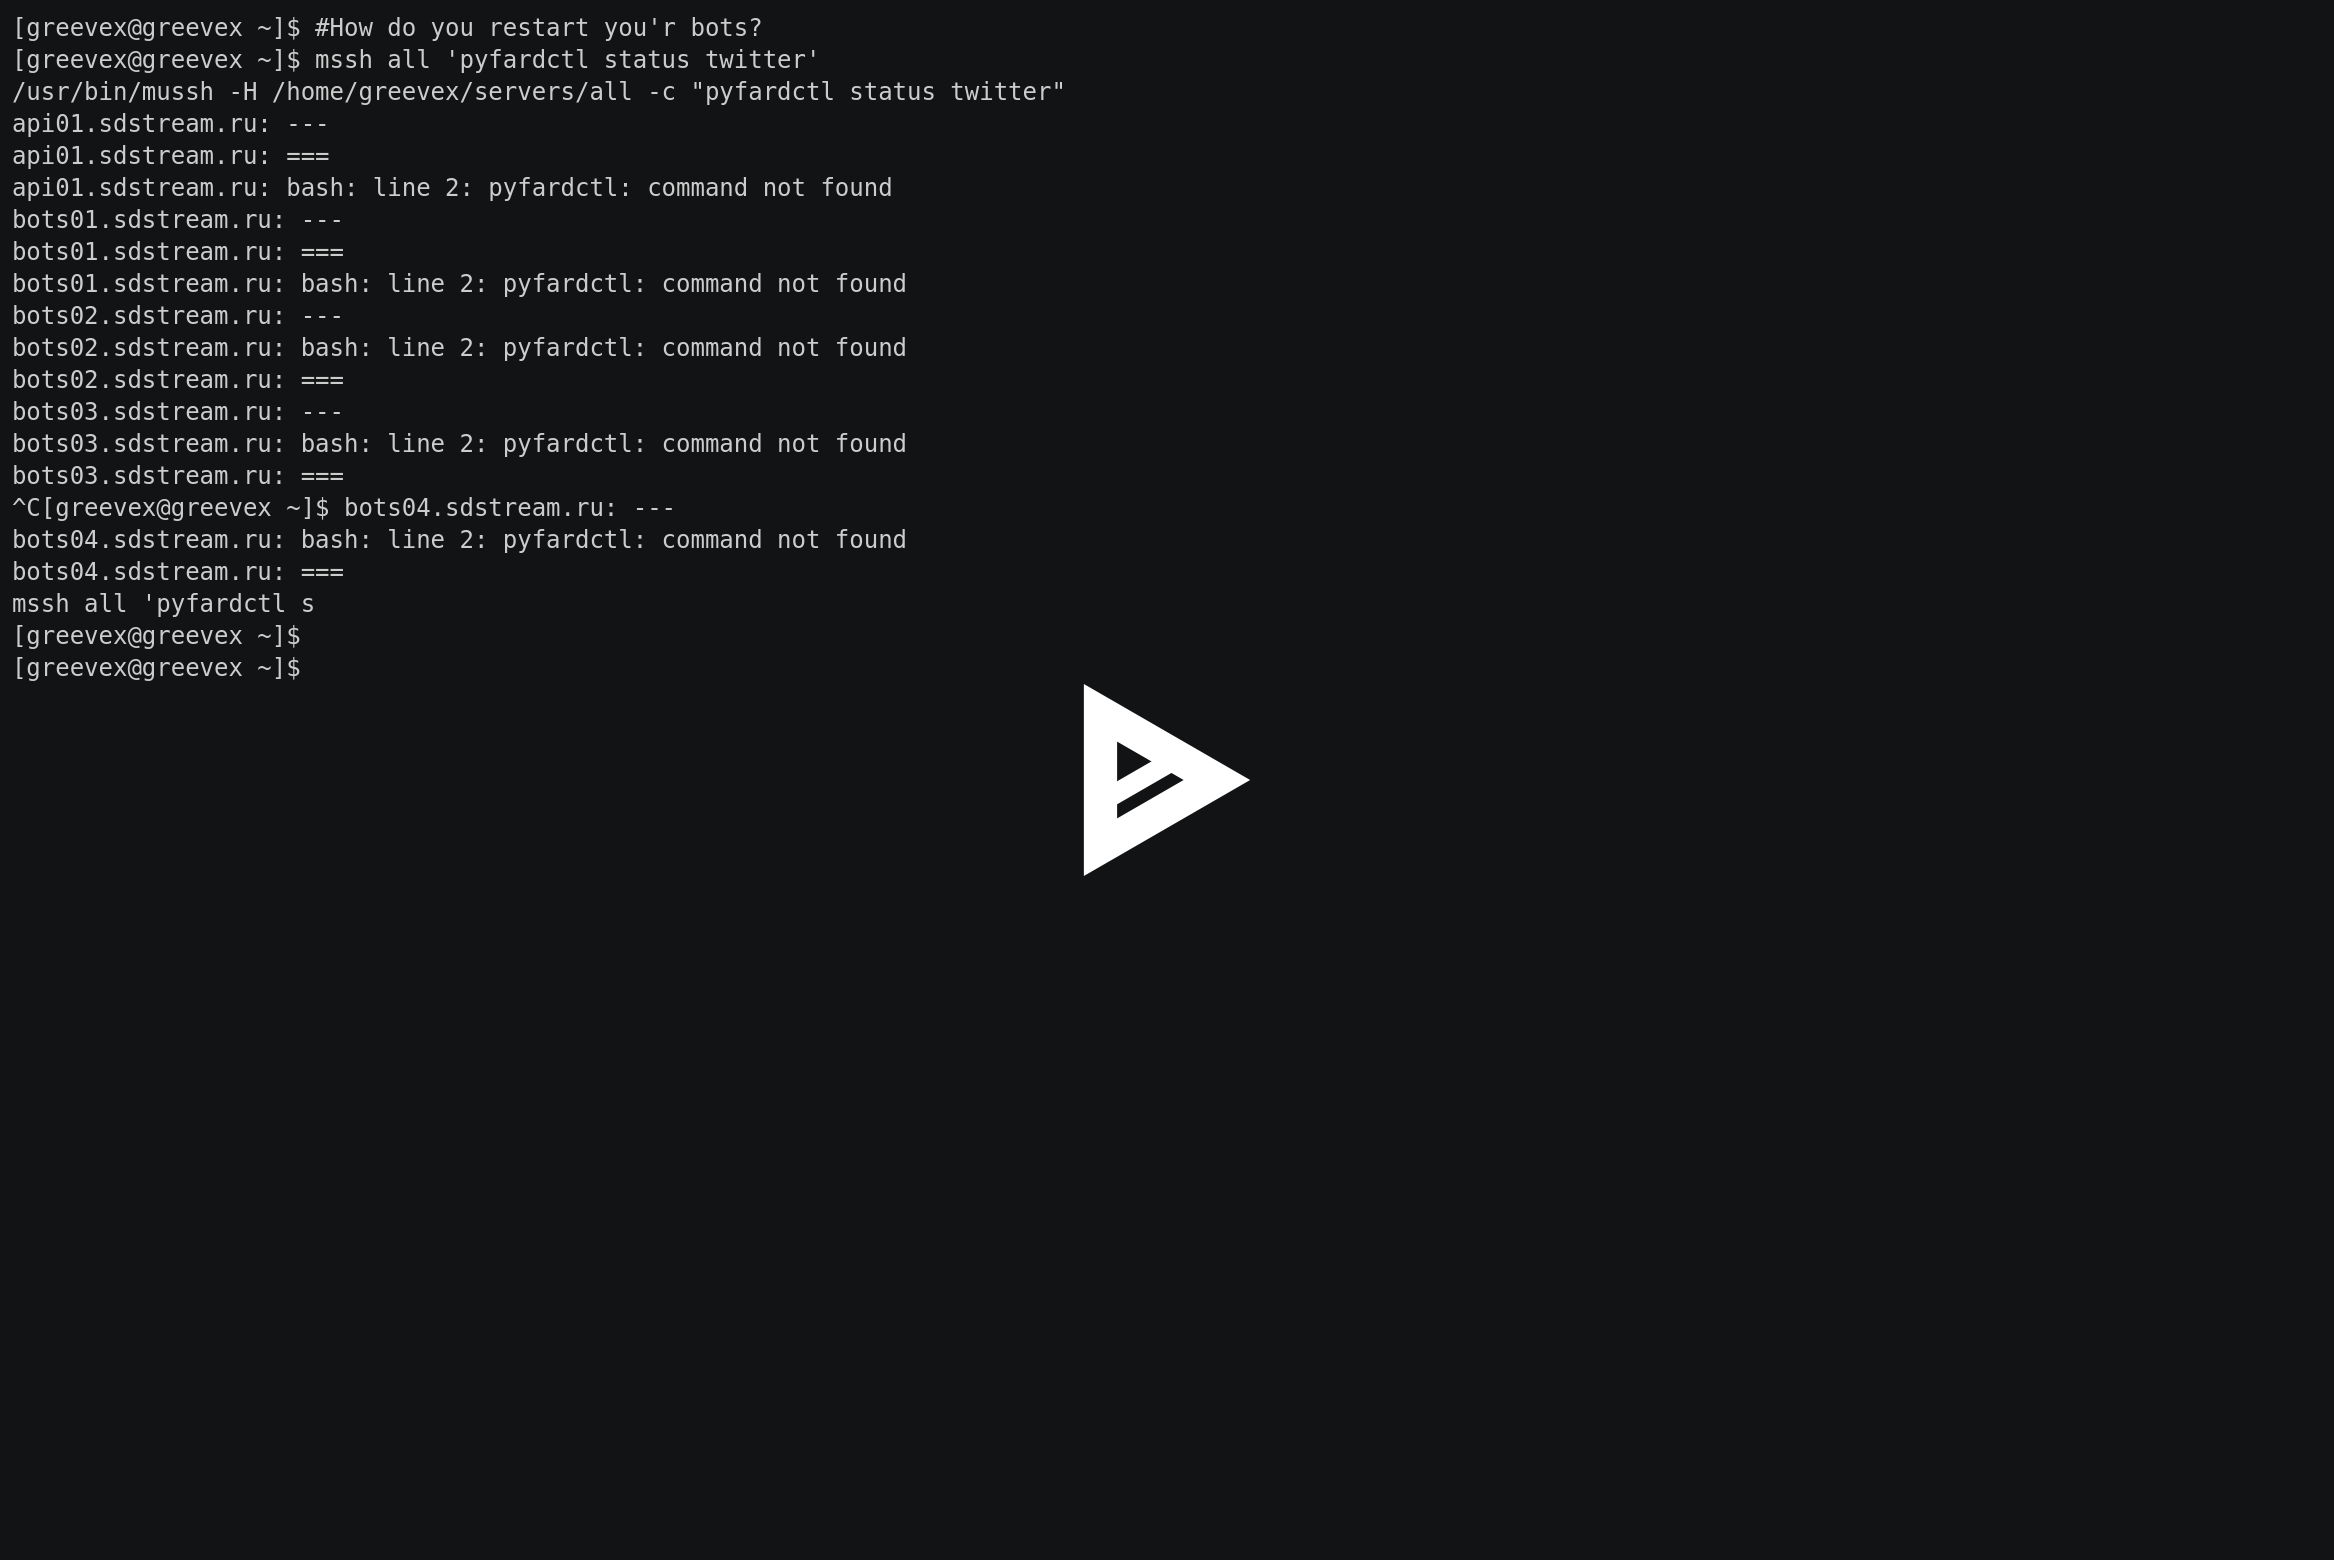 [greevex@greevex ~]$ #How do you restart you'r bots?
[greevex@greevex ~]$ mssh all 'pyfardctl status twitter'
/usr/bin/mussh -H /home/greevex/servers/all -c "pyfardctl status twitter"
api01.sdstream.ru: ---
api01.sdstream.ru: ===
api01.sdstream.ru: bash: line 2: pyfardctl: command not found
bots01.sdstream.ru: ---
bots01.sdstream.ru: ===
bots01.sdstream.ru: bash: line 2: pyfardctl: command not found
bots02.sdstream.ru: ---
bots02.sdstream.ru: bash: line 2: pyfardctl: command not found
bots02.sdstream.ru: ===
bots03.sdstream.ru: ---
bots03.sdstream.ru: bash: line 2: pyfardctl: command not found
bots03.sdstream.ru: ===
^C[greevex@greevex ~]$ bots04.sdstream.ru: ---
bots04.sdstream.ru: bash: line 2: pyfardctl: command not found
bots04.sdstream.ru: ===
mssh all 'pyfardctl s
[greevex@greevex ~]$
[greevex@greevex ~]$